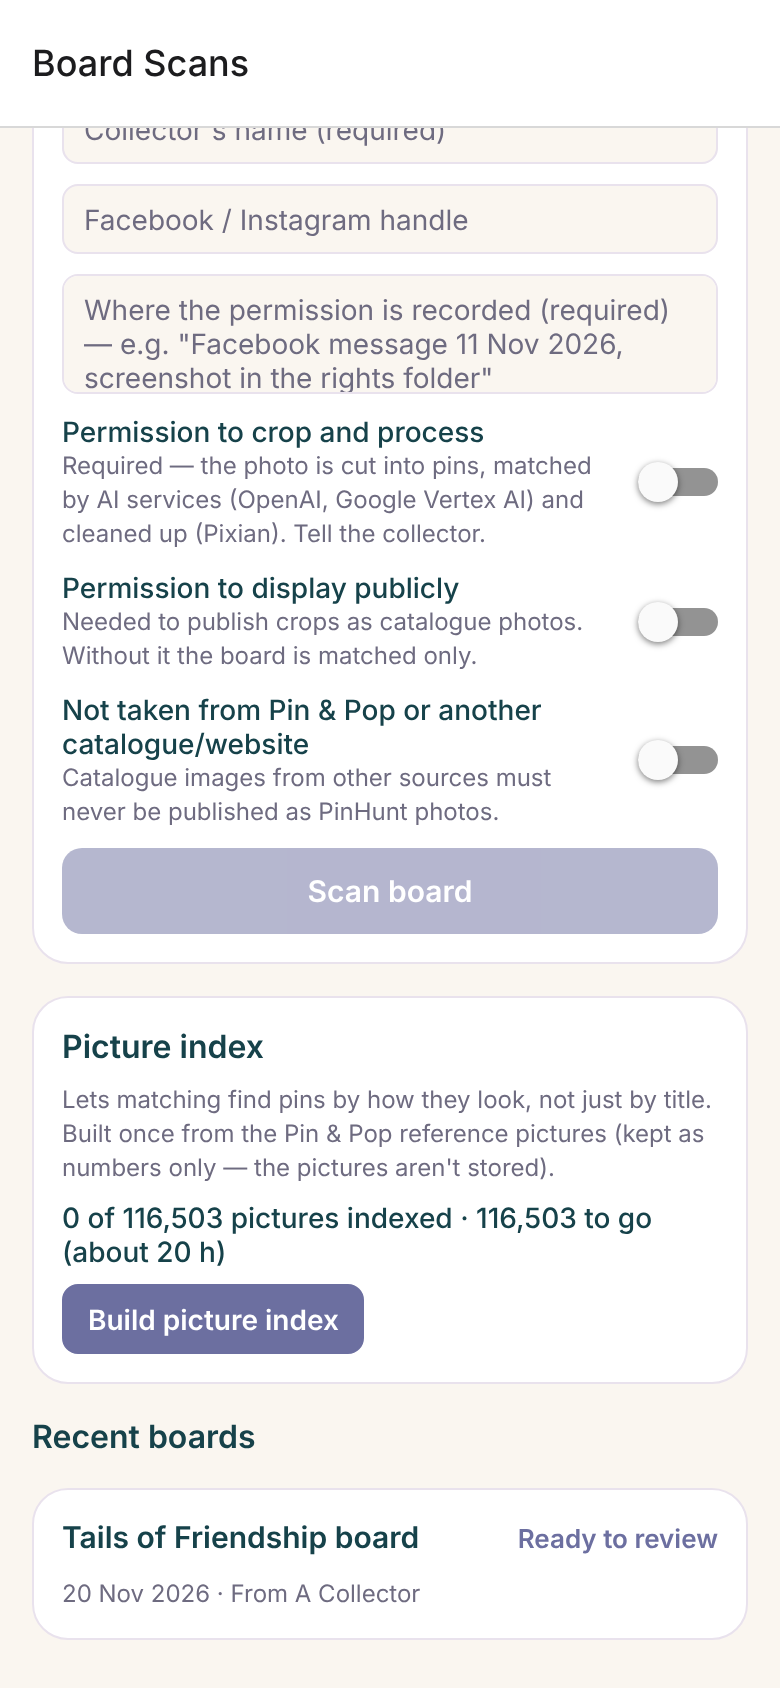 Board Scans
Collector's name (required)
Facebook / Instagram handle
Where the permission is recorded (required)
— e.g. "Facebook message 11 Nov 2026,
screenshot in the rights folder"
Permission to crop and process
Required — the photo is cut into pins, matched
by AI services (OpenAI, Google Vertex AI) and
cleaned up (Pixian). Tell the collector.
Permission to display publicly
Needed to publish crops as catalogue photos.
Without it the board is matched only.
Not taken from Pin & Pop or another
catalogue/website
Catalogue images from other sources must
never be published as PinHunt photos.
Scan board
Picture index
Lets matching find pins by how they look, not just by title.
Built once from the Pin & Pop reference pictures (kept as
numbers only — the pictures aren't stored).
0 of 116,503 pictures indexed · 116,503 to go
(about 20 h)
Build picture index
Recent boards
Tails of Friendship board
Ready to review
20 Nov 2026 · From A Collector